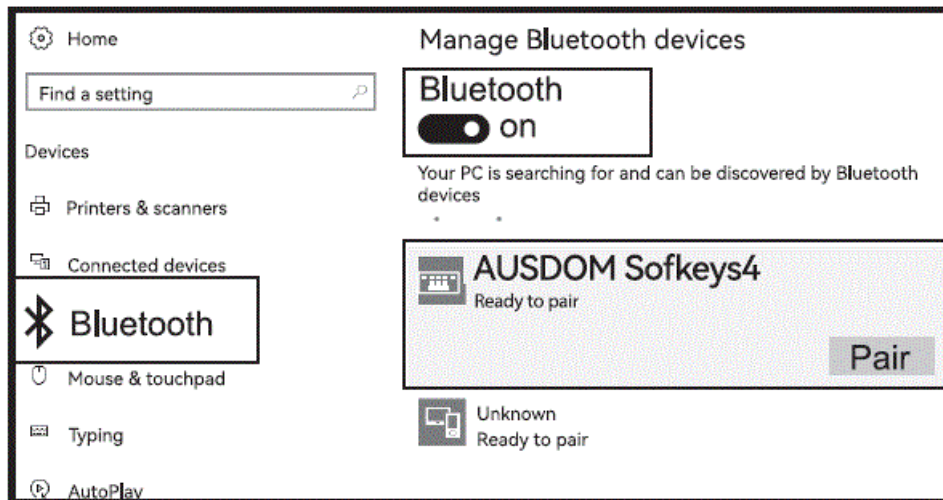 Home
Find a setting
Devices
Printers & scanners
Connected devices
Bluetooth
Mouse & touchpad
Typing
AutoPlay
Manage Bluetooth devices
Bluetooth
on
Your PC is searching for and can be discovered by Bluetooth
devices
AUSDOM Sofkeys4
Ready to pair
Pair
Unknown
Ready to pair